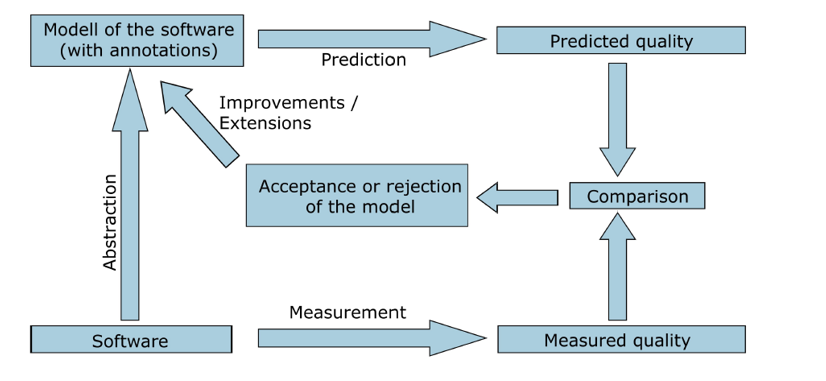 Modell of the software
(with annotations)
Prediction
Predicted quality
Improvements /
Extensions
Abstraction
Acceptance or rejection
of the model
Comparison
Measurement
Software
Measured quality